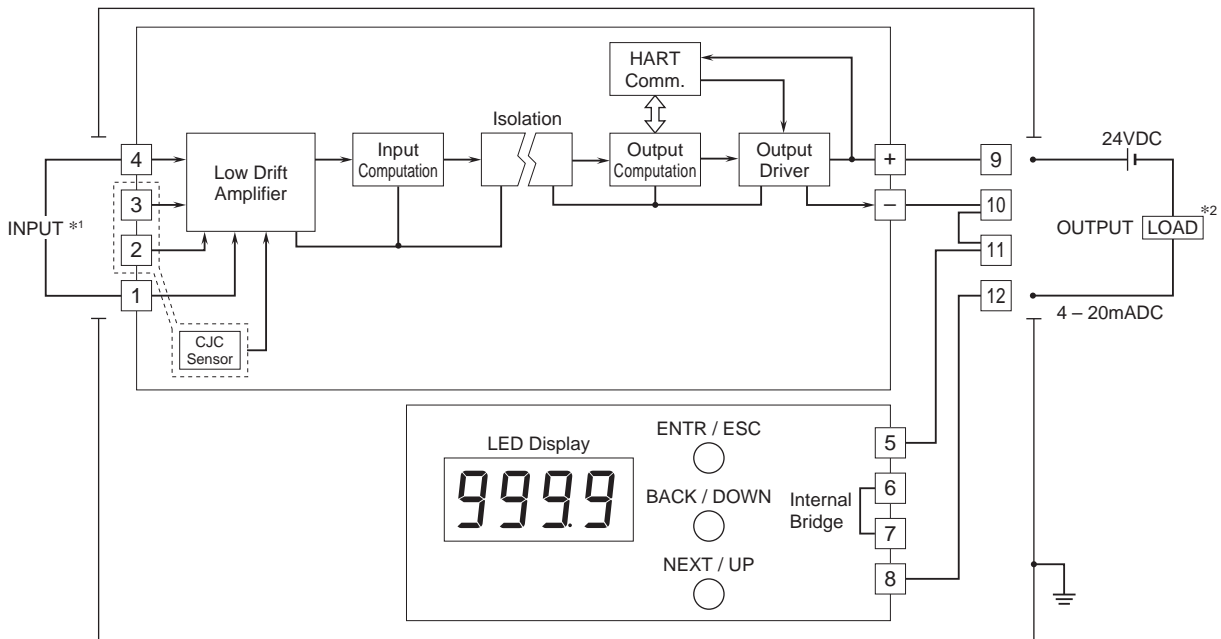 HART
Comm.
Isolation
24VDC
4
Low Drift
Amplifier
Input
Computation
Output
Computation
Output
Driver
+
9
3
–
10
INPUT *1
OUTPUT
LOAD
*2
2
11
1
12
4 – 20mADC
CJC
Sensor
LED Display
999.9
ENTR / ESC
5
BACK / DOWN
Internal
Bridge
6
7
NEXT / UP
8